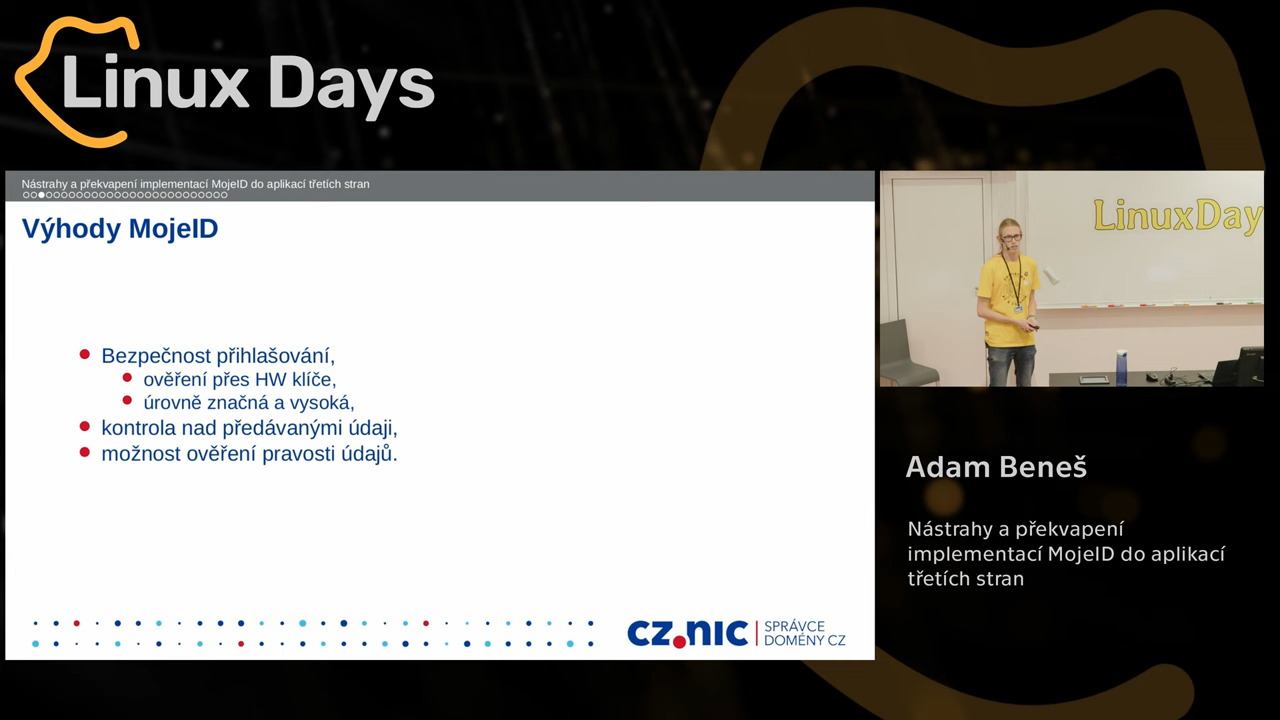 Linux Days
Nástrahy a překvapení implementací MojeID do aplikací třetích stran
Výhody MojeID
Bezpečnost přihlašování,
ověření přes HW klíče,
úrovně značná a vysoká,
kontrola nad předávanými údaji,
možnost ověření pravosti údajů.
CZ.NIC
SPRÁVCE
DOMÉNY CZ
LinuxDay
Adam Beneš
Nástrahy a překvapení
implementací MojeID do aplikací
třetích stran